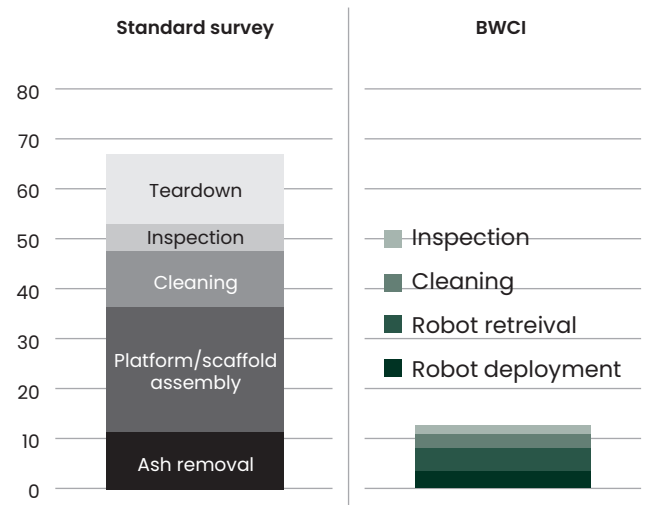 Standard survey
BWCI
80
70
60
50
40
30
20
10
0
Teardown
Inspection
Cleaning
Platform/scaffold
assembly
Ash removal
Inspection
Cleaning
Robot retreival
Robot deployment